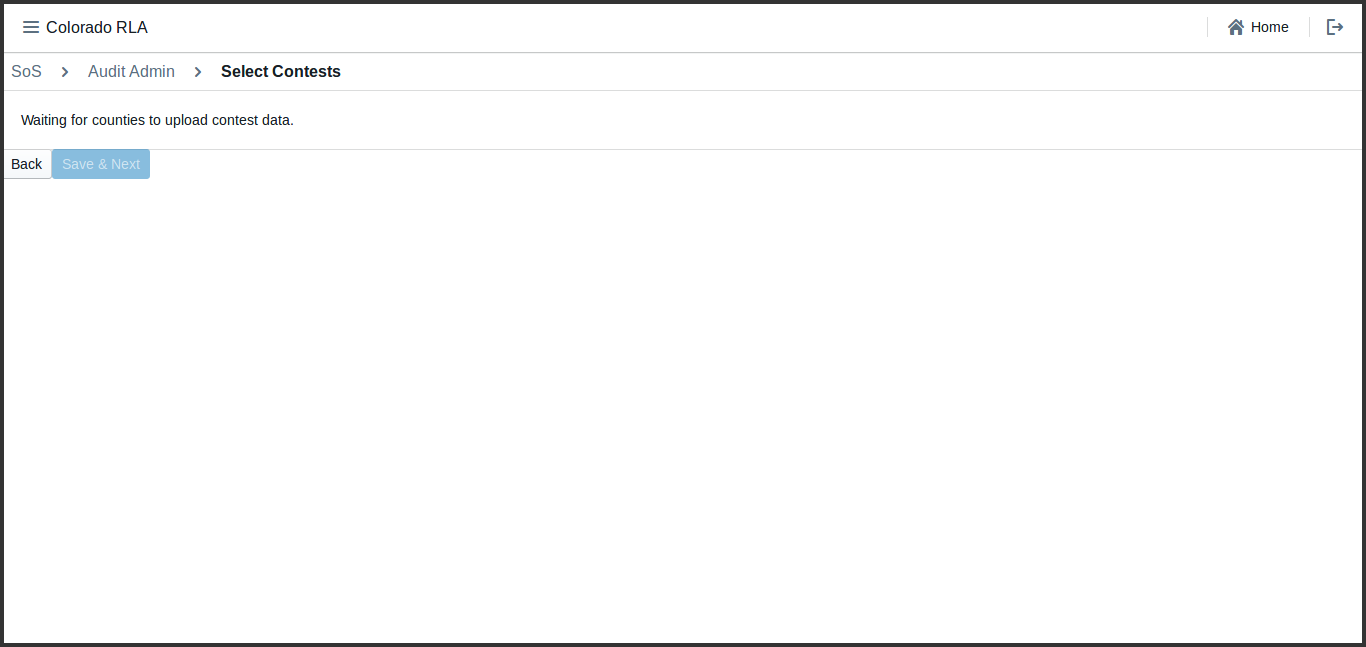 Colorado RLA Home
SoS Audit Admin Select Contests
Waiting for counties to upload contest data.
Back Save & Next